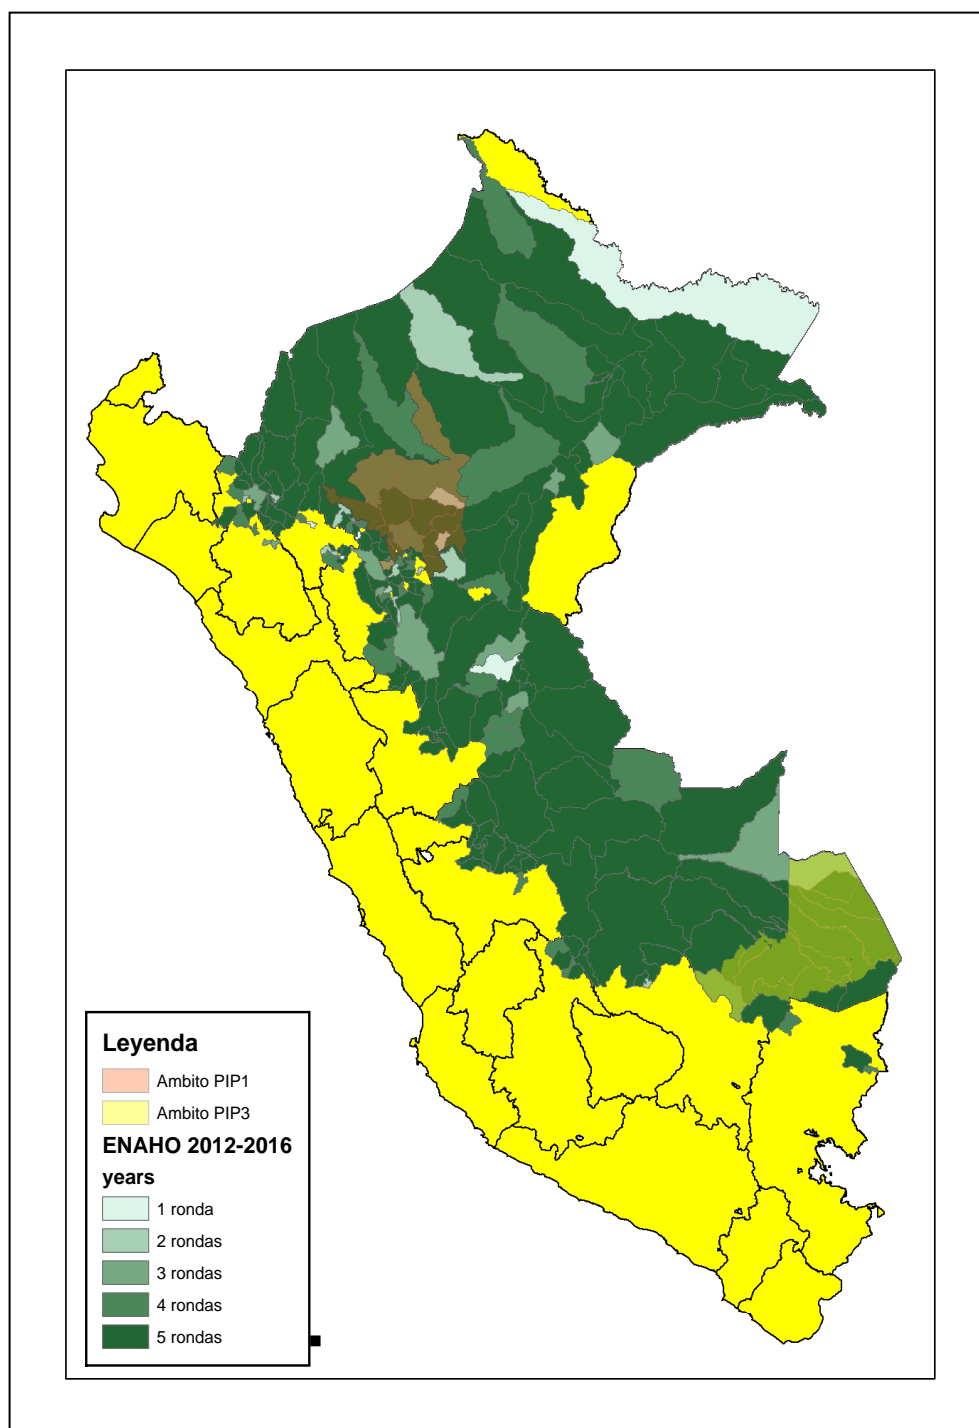 Leyenda
Ambito PIP1
Ambito PIP3
ENAHO 2012-2016
years
1 ronda
2 rondas
3 rondas
4 rondas
5 rondas